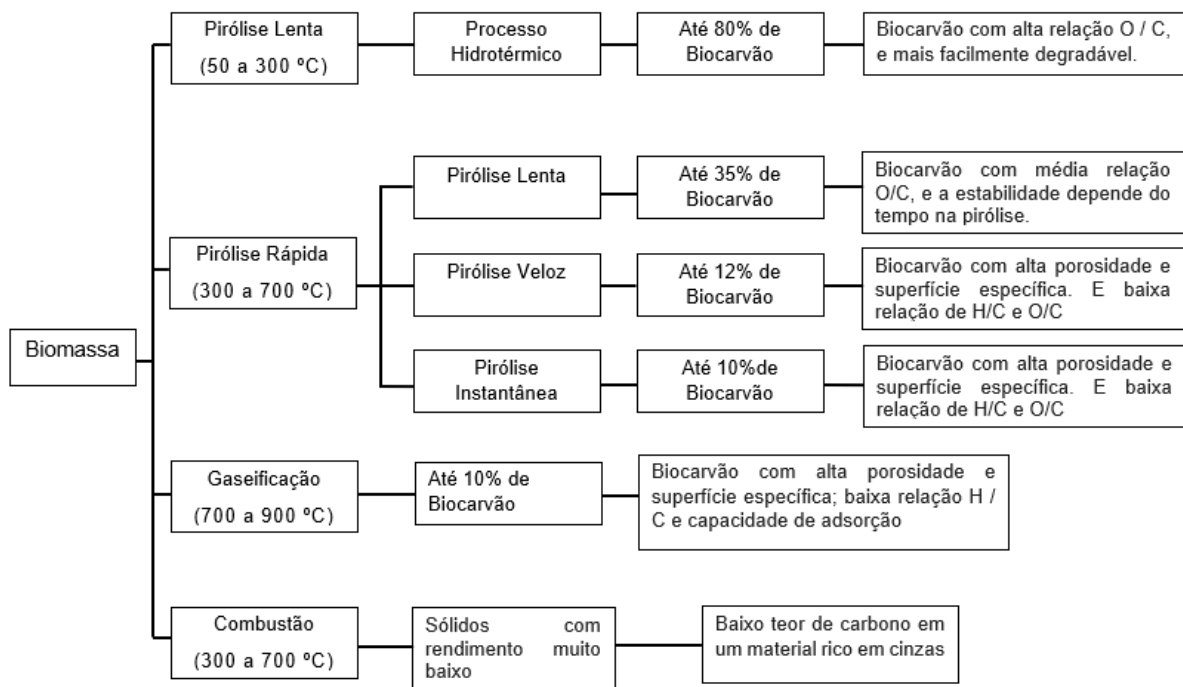 Pirólise Lenta
(50 a 300 ºC)
Processo
Hidrotérmico
Até 80% de
Biocarvão
Biocarvão com alta relação O / C,
e mais facilmente degradável.
Pirólise Lenta
Até 35% de
Biocarvão
Biocarvão com média relação
O/C, e a estabilidade depende do
tempo na pirólise.
Pirólise Rápida
(300 a 700 ºC)
Pirólise Veloz
Até 12% de
Biocarvão
Biocarvão com alta porosidade e
superfície específica. E baixa
relação de H/C e O/C
Biomassa
Pirólise
Instantânea
Até 10%de
Biocarvão
Biocarvão com alta porosidade e
superfície específica. E baixa
relação de H/C e O/C
Gaseificação
(700 a 900 ºC)
Até 10% de
Biocarvão
Biocarvão com alta porosidade e
superfície específica; baixa relação H /
C e capacidade de adsorção
Combustão
(300 a 700 ºC)
Sólidos com
rendimento muito
baixo
Baixo teor de carbono em
um material rico em cinzas